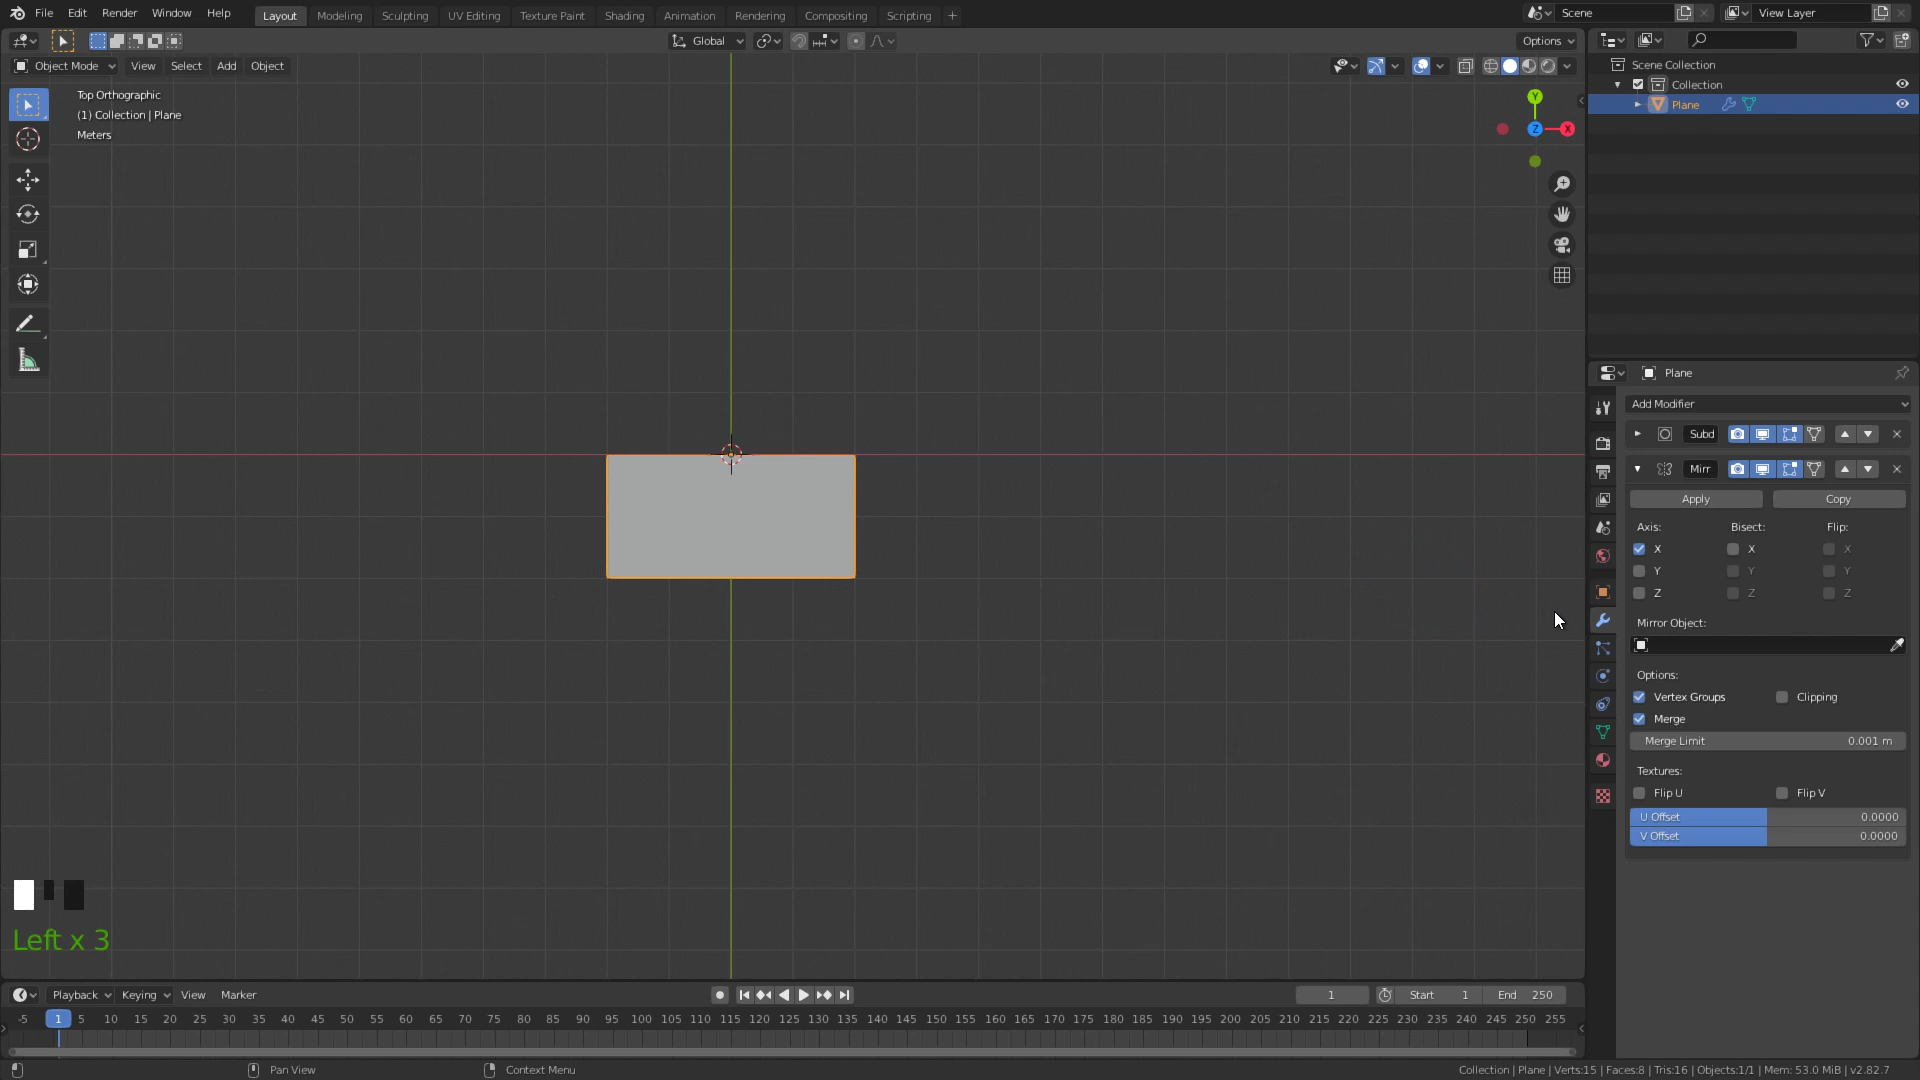 File Edit Render Window Help Layout Modeling Sculpting UV Editing Texture Paint Shading Animation Rendering Compositing Scripting + Scene View Layer
Global Options
Object Mode View Select Add Object
Top Orthographic
(1) Collection | Plane
Meters
Y
Z X
Scene Collection
Collection
Plane
Plane
Add Modifier
Subd
Mirr
Apply Copy
Axis: Bisect: Flip:
X X X
Y Y Y
Z Z Z
Mirror Object:
Options:
Vertex Groups Clipping
Merge
Merge Limit 0.001 m
Textures:
Flip U Flip V
U Offset 0.0000
V Offset 0.0000
Left x 3
Playback Keying View Marker 1 Start 1 End 250
-5 1 5 10 15 20 25 30 35 40 45 50 55 60 65 70 75 80 85 90 95 100 105 110 115 120 125 130 135 140 145 150 155 160 165 170 175 180 185 190 195 200 205 210 215 220 225 230 235 240 245 250 255
Pan View Context Menu Collection | Plane | Verts:15 | Faces:8 | Tris:16 | Objects:1/1 | Mem: 53.0 MiB | v2.82.7